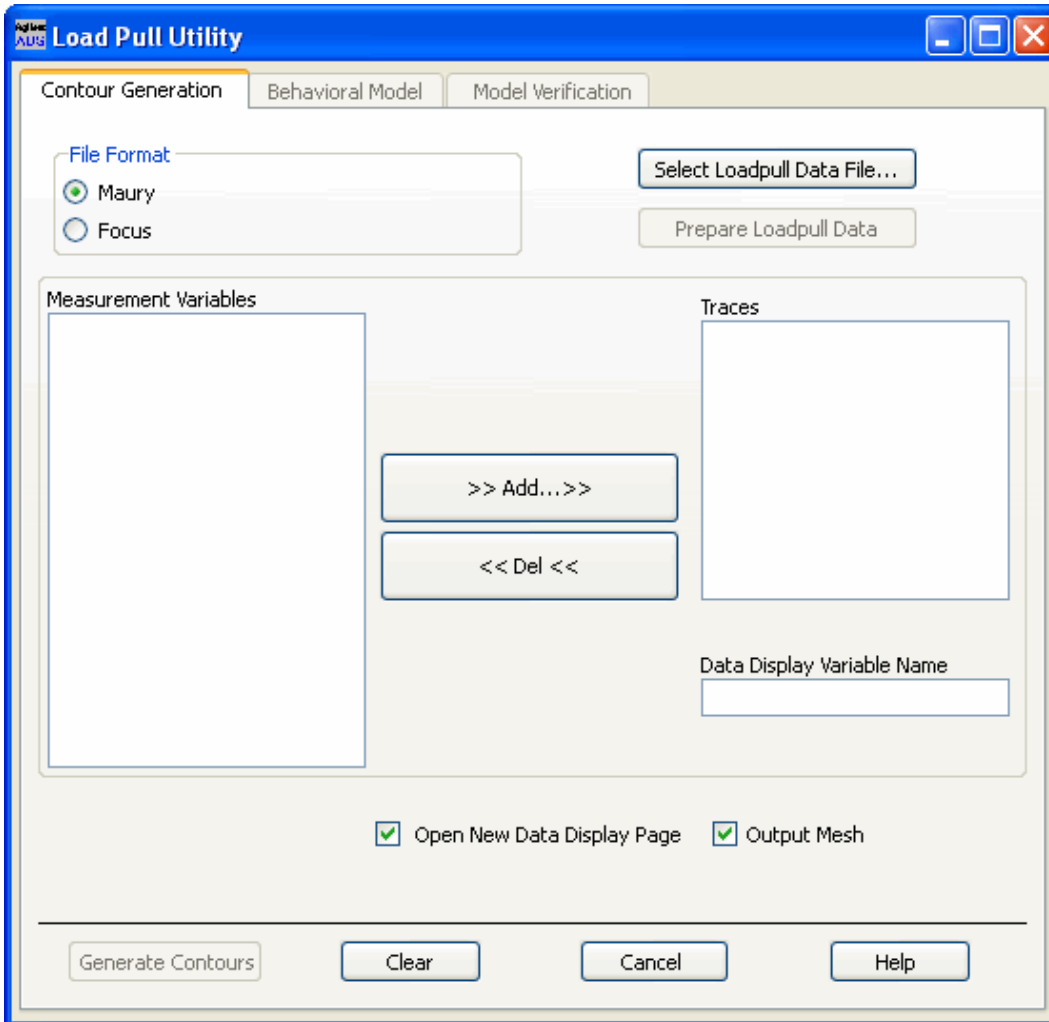 Agilent
ADS Load Pull Utility
Contour Generation Behavioral Model Model Verification
File Format
Maury
Focus
Select Loadpull Data File...
Prepare Loadpull Data
Measurement Variables
Traces
>> Add...>>
<< Del <<
Data Display Variable Name
Open New Data Display Page Output Mesh
Generate Contours Clear Cancel Help